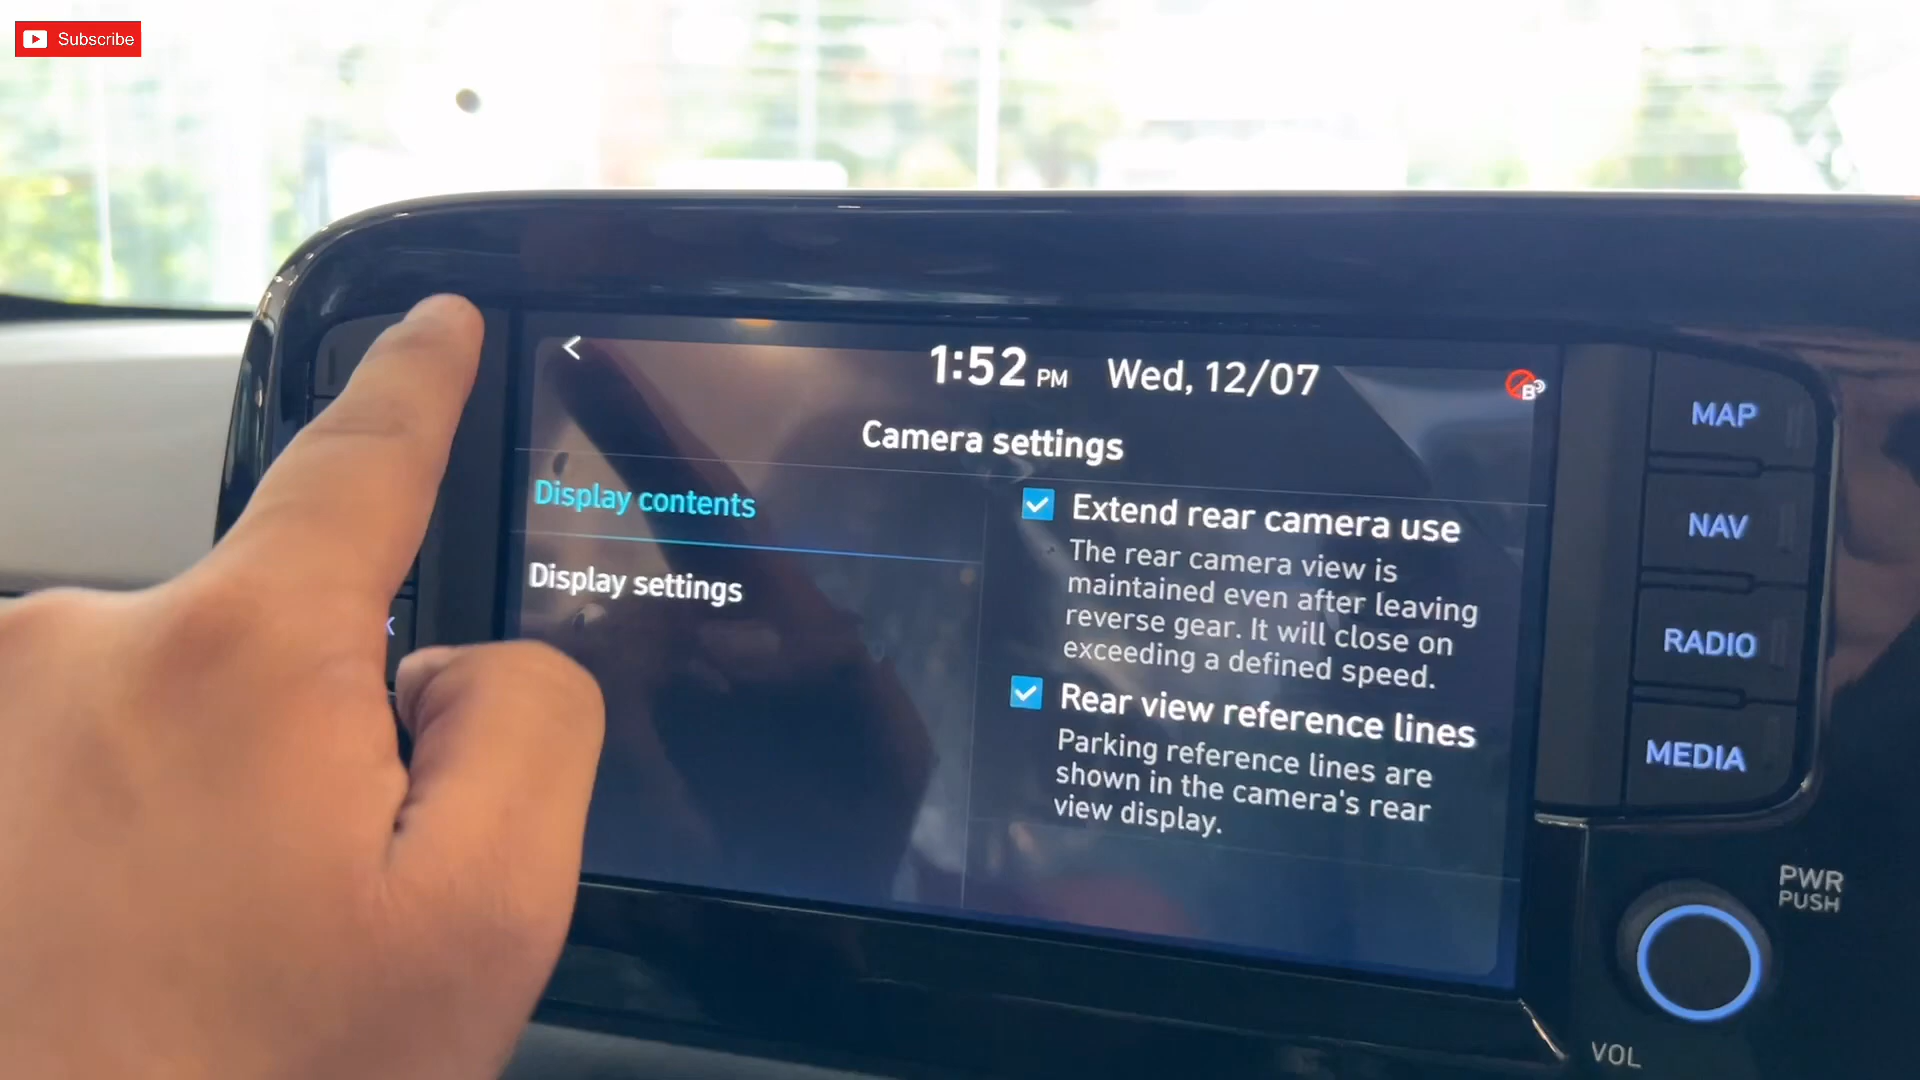 Subscribe
1:52 PM Wed, 12/07
B
Camera settings
Display contents
Display settings
Extend rear camera use
The rear camera view is
maintained even after leaving
reverse gear. It will close on
exceeding a defined speed.
Rear view reference lines
Parking reference lines are
shown in the camera's rear
view display.
K
MAP
NAV
RADIO
MEDIA
PWR
PUSH
VOL